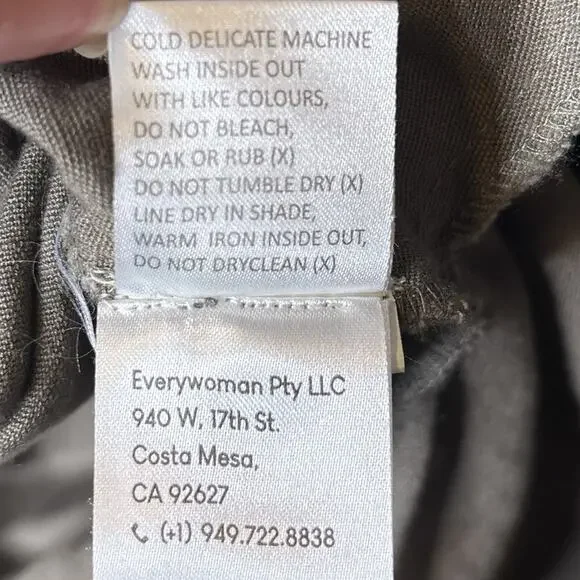 COLD DELICATE MACHINE
WASH INSIDE OUT
WITH LIKE COLOURS,
DO NOT BLEACH,
SOAK OR RUB (X)
DO NOT TUMBLE DRY (X)
LINE DRY IN SHADE,
WARM IRON INSIDE OUT,
DO NOT DRYCLEAN (X)
Everywoman Pty LLC
940 W, 17th St.
Costa Mesa,
CA 92627
(+1) 949.722.8838